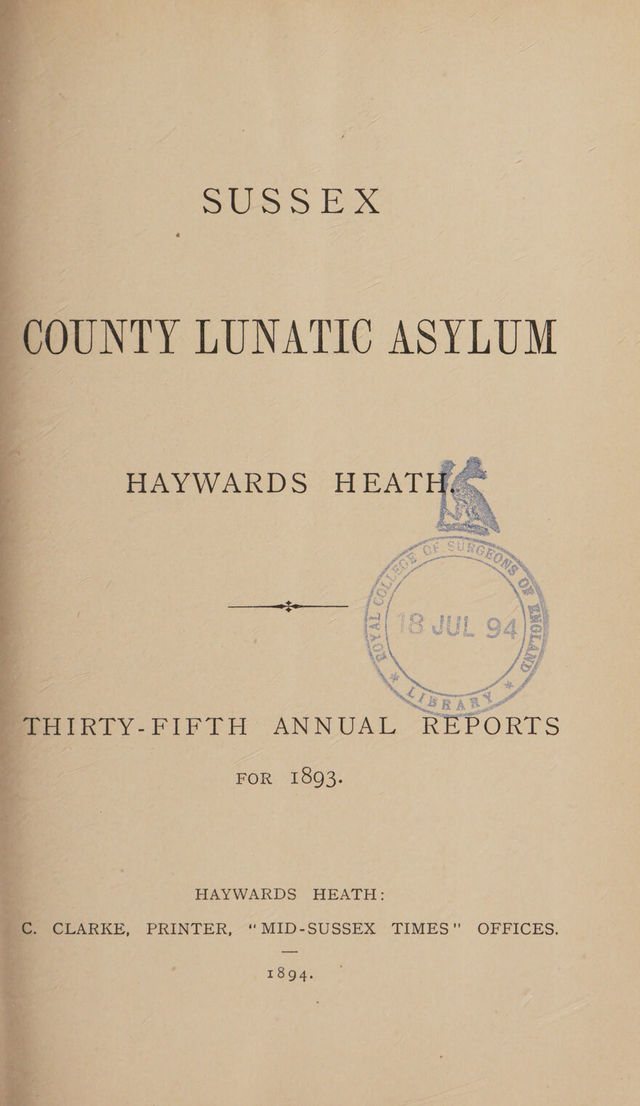 SUSSEX
COUNTY LUNATIC ASYLUM
HAYWARDS HEATH.
ROYAL COLLEGE OF SURGEONS OF ENGLAND
18 JUL 94
* LIBRARY *
THIRTY-FIFTH ANNUAL REPORTS
FOR 1893.
HAYWARDS HEATH:
C. CLARKE, PRINTER, “MID-SUSSEX TIMES” OFFICES.
1894.